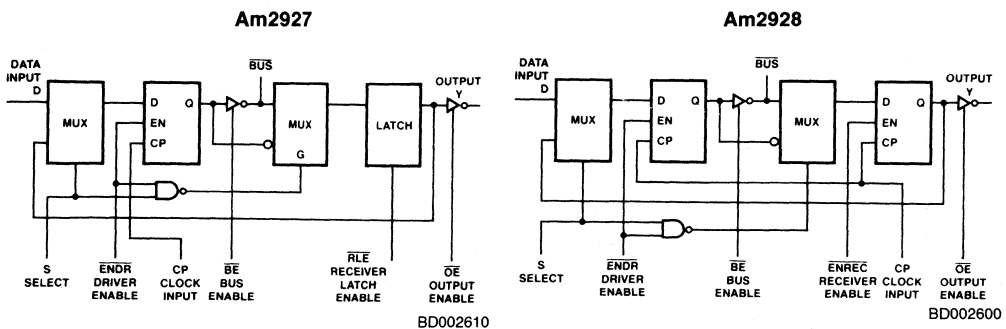 Am2927
DATA
INPUT
D
BUS
OUTPUT
Y
MUX
D
Q
EN
CP
MUX
G
LATCH
S
SELECT
ENDR
DRIVER
ENABLE
CP
CLOCK
INPUT
BE
BUS
ENABLE
RLE
RECEIVER
LATCH
ENABLE
OE
OUTPUT
ENABLE
BD002610
Am2928
DATA
INPUT
D
BUS
OUTPUT
Y
MUX
D
Q
EN
CP
MUX
D
Q
EN
CP
S
SELECT
ENDR
DRIVER
ENABLE
BE
BUS
ENABLE
ENREC
RECEIVER
ENABLE
CP
CLOCK
INPUT
OE
OUTPUT
ENABLE
BD002600